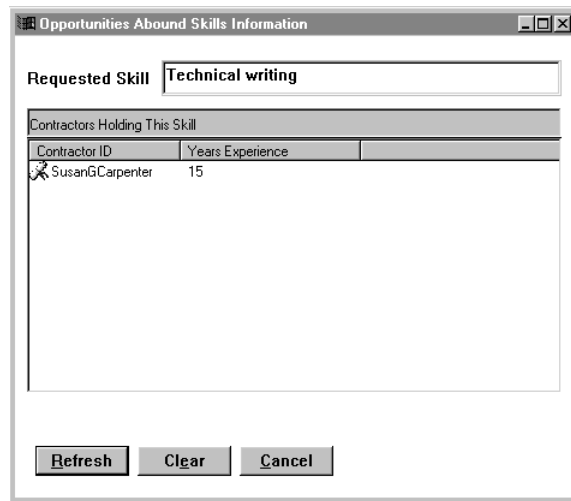 Opportunities Abound Skills Information
Requested Skill Technical writing
Contractors Holding This Skill
Contractor ID Years Experience
SusanGCarpenter 15
Refresh Clear Cancel